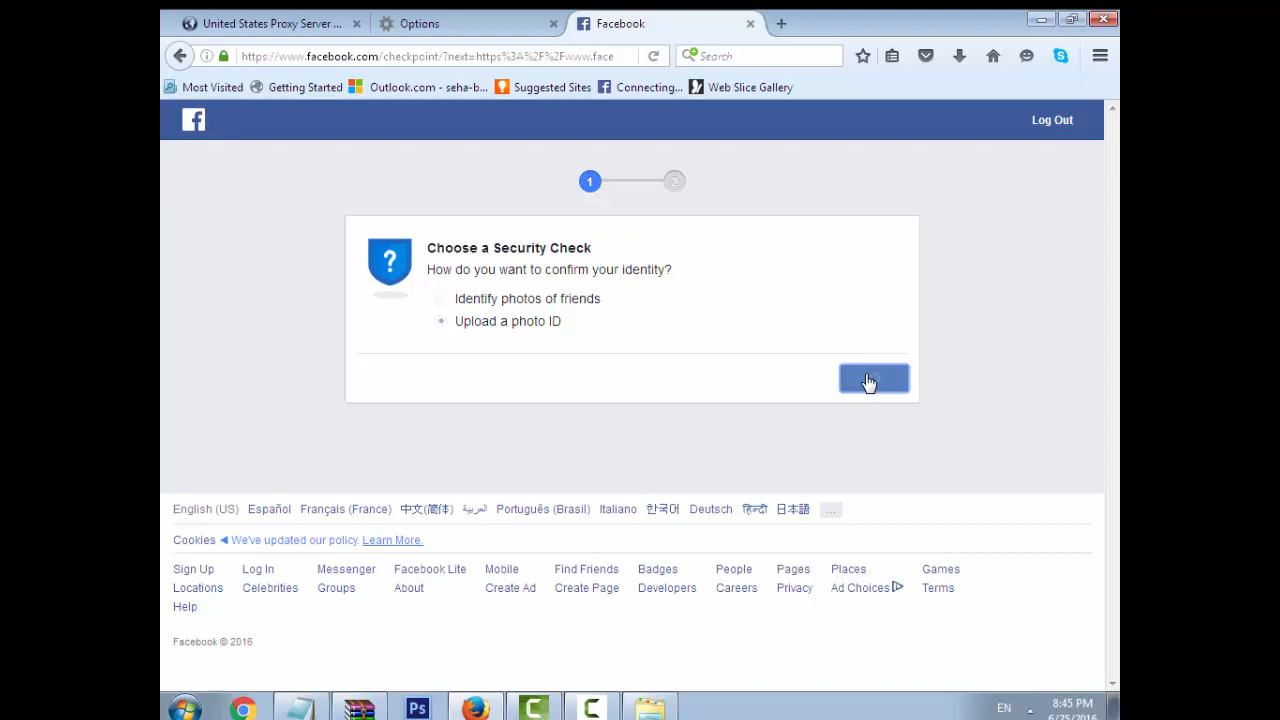 United States Proxy Server ...
Options
Facebook
https://www.facebook.com/checkpoint/?next=https%3A%2F%2Fwww.face
Search
Most Visited Getting Started Outlook.com - seha-b... Suggested Sites Connecting... Web Slice Gallery
Log Out
1 2
Choose a Security Check
How do you want to confirm your identity?
Identify photos of friends
Upload a photo ID
English (US) Español Français (France) 中文(简体) العربية Português (Brasil) Italiano 한국어 Deutsch हिन्दी 日本語 ...
Cookies ◀ We've updated our policy. Learn More.
Sign Up Log In Messenger Facebook Lite Mobile Find Friends Badges People Pages Places Games
Locations Celebrities Groups About Create Ad Create Page Developers Careers Privacy Ad Choices Terms
Help
Facebook © 2016
Ps
EN
8:45 PM
6/25/2016